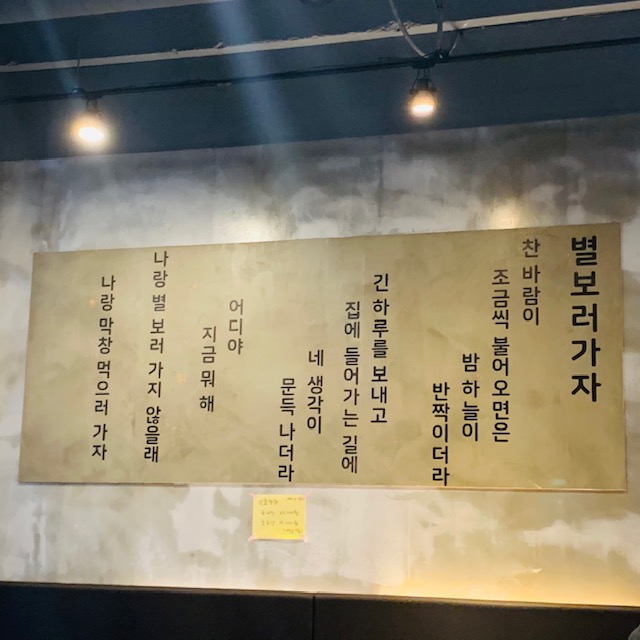 별보러가자
찬 바람이
조금씩 불어 오면은
밤 하늘이
반짝이더라
긴 하루를 보내고
집에 들어가는 길에
네 생각이
문득 나더라
어디야
지금 뭐 해
나랑 별 보러 가지 않을래
나랑 막창 먹으러 가자